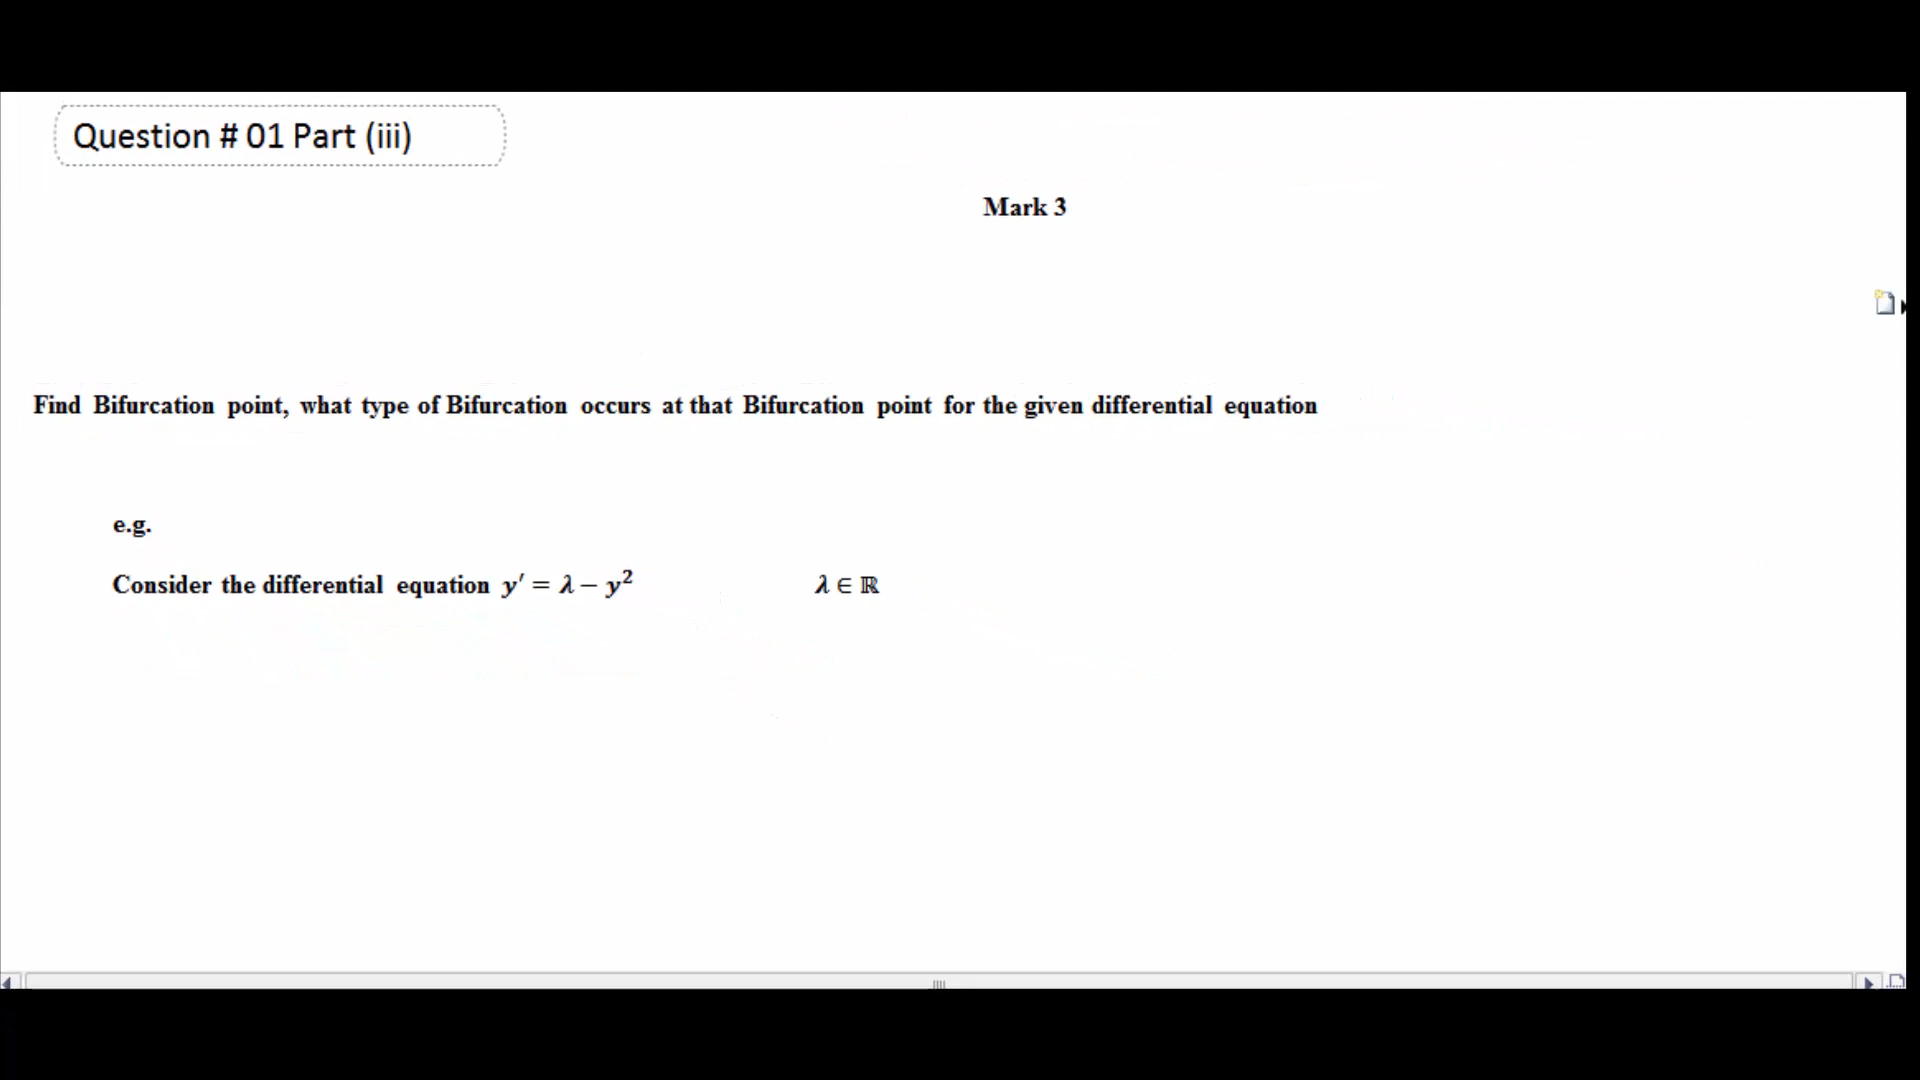 Question # 01 Part (iii)
Mark 3
Find Bifurcation point, what type of Bifurcation occurs at that Bifurcation point for the given differential equation
e.g.
Consider the differential equation y′ = λ − y² λ ∈ ℝ